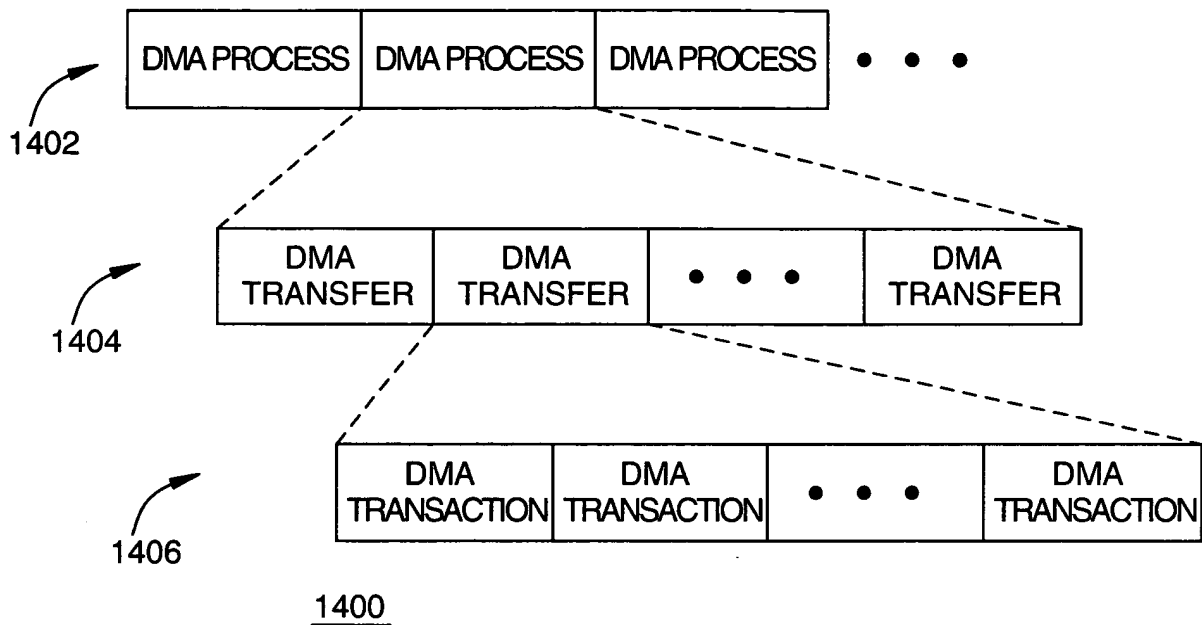 DMA PROCESS DMA PROCESS DMA PROCESS
1402
DMA TRANSFER
DMA TRANSFER
DMA TRANSFER
1404
DMA TRANSACTION
DMA TRANSACTION
DMA TRANSACTION
1406
1400